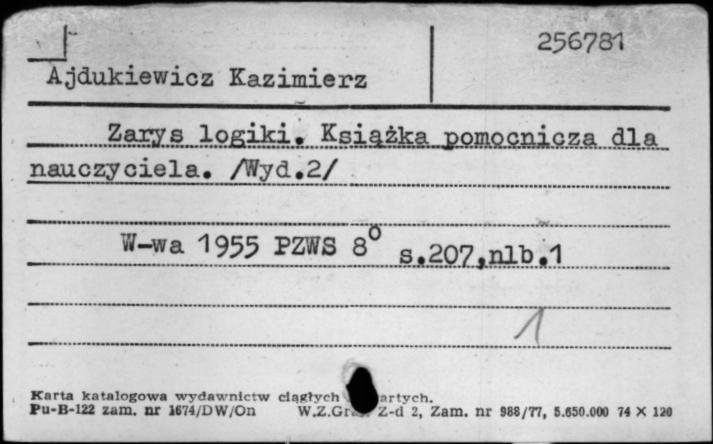 256781
Ajdukiewicz Kazimierz
Zarys logiki. Książka pomocnicza dla
nauczyciela. /Wyd.2/
W-wa 1955 PZWS 8° s.207,nlb.1
1
Karta katalogowa wydawnictw ciągłych
Pu-B-122 zam. nr 1674/DW/On W.Z.Graf Z-d 2, Zam. nr 988/77, 5.650.000 74 X 120